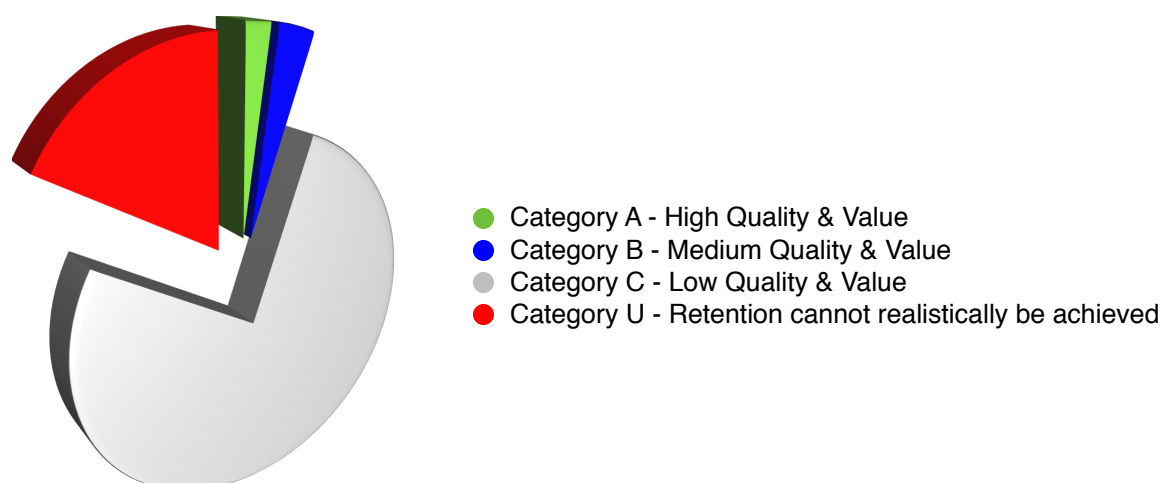 Category A - High Quality & Value
Category B - Medium Quality & Value
Category C - Low Quality & Value
Category U - Retention cannot realistically be achieved